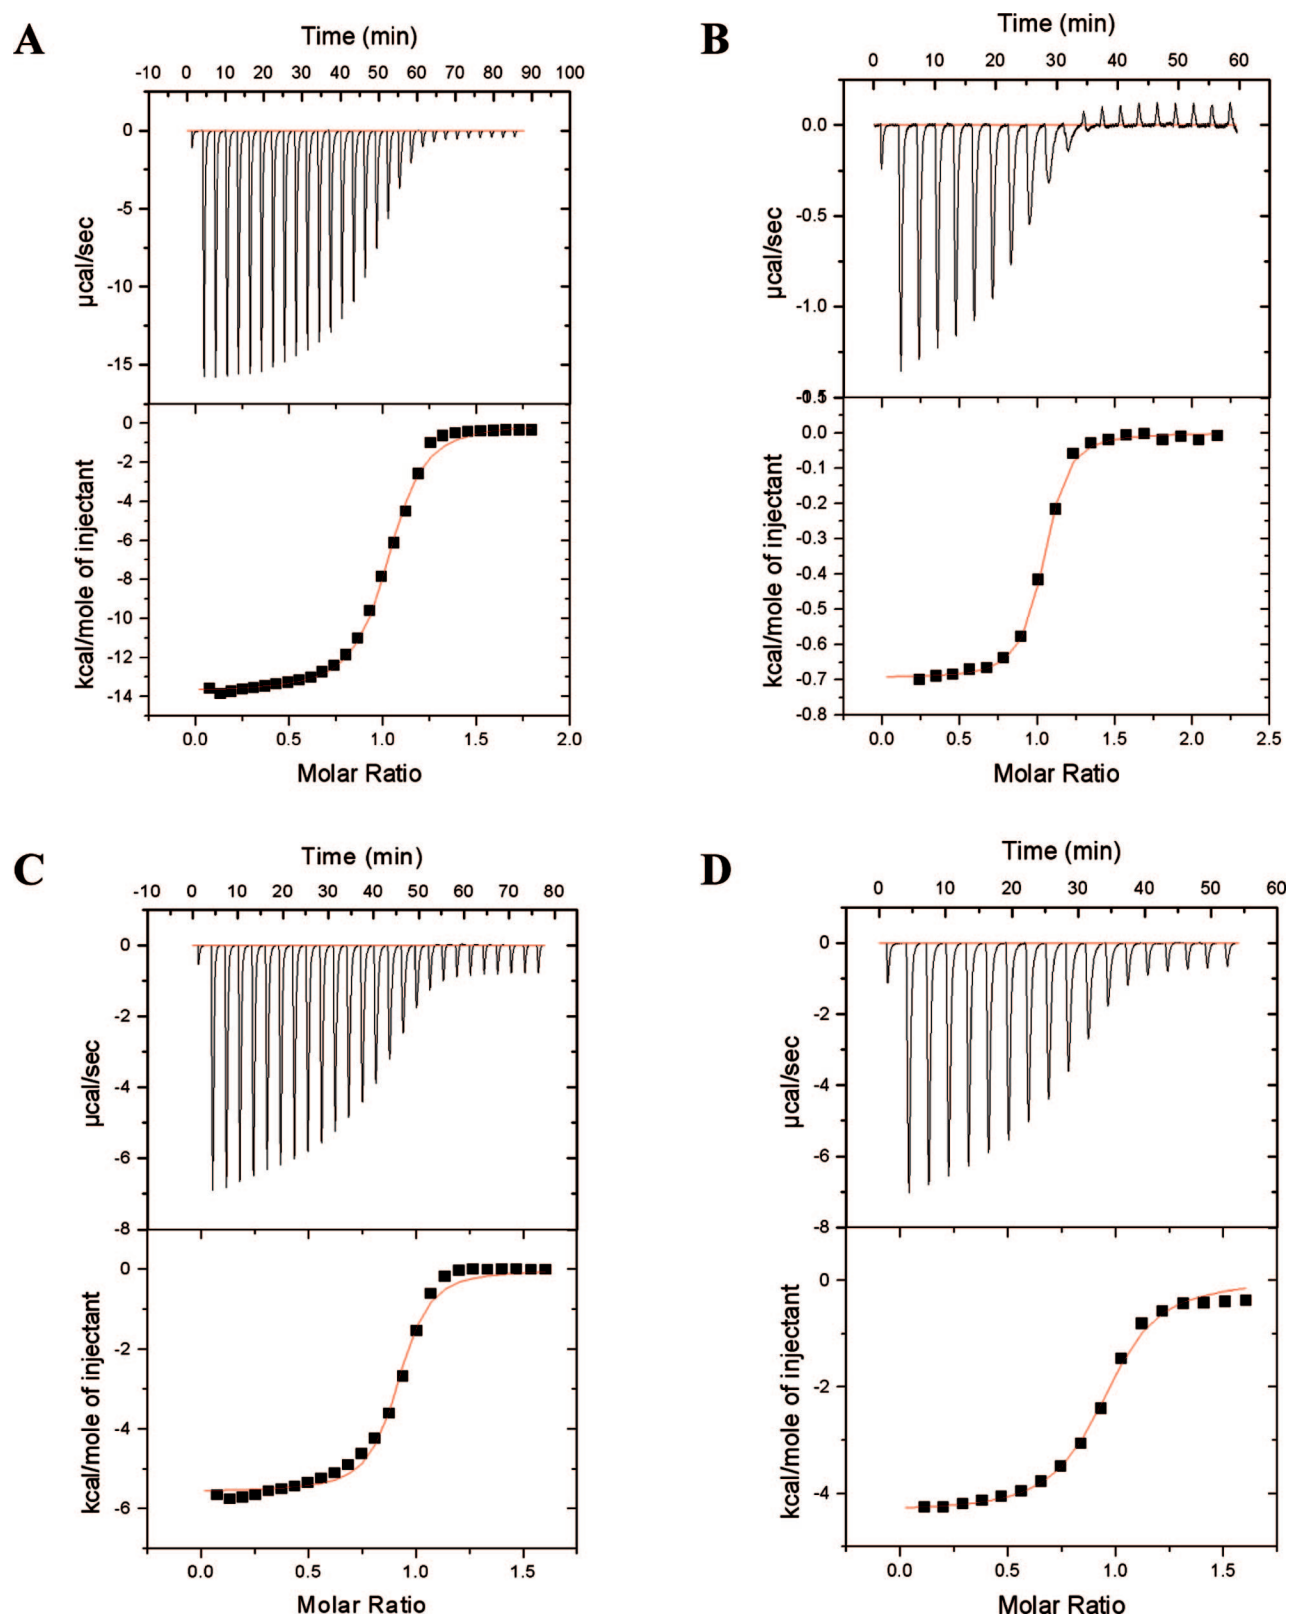 A
Time (min)
-10 0 10 20 30 40 50 60 70 80 90 100
µcal/sec
0
-5
-10
-15
kcal/mole of injectant
0
-2
-4
-6
-8
-10
-12
-14
0.0 0.5 1.0 1.5 2.0
Molar Ratio
B
Time (min)
0 10 20 30 40 50 60
µcal/sec
0.0
-0.5
-1.0
0.1
kcal/mole of injectant
0.0
-0.1
-0.2
-0.3
-0.4
-0.5
-0.6
-0.7
-0.8
0.0 0.5 1.0 1.5 2.0 2.5
Molar Ratio
C
Time (min)
-10 0 10 20 30 40 50 60 70 80
µcal/sec
0
-2
-4
-6
-8
kcal/mole of injectant
0
-2
-4
-6
0.0 0.5 1.0 1.5
Molar Ratio
D
Time (min)
0 10 20 30 40 50 60
µcal/sec
0
-2
-4
-6
-8
kcal/mole of injectant
0
-2
-4
0.0 0.5 1.0 1.5
Molar Ratio